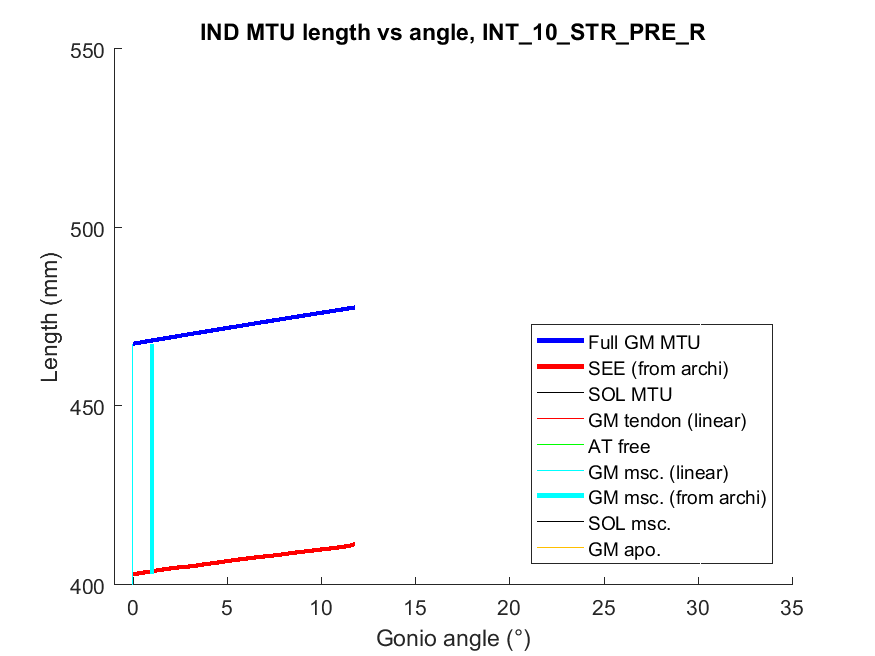 IND MTU length vs angle, INT_10_STR_PRE_R
550
500
450
400
Length (mm)
0 5 10 15 20 25 30 35
Gonio angle (°)
Full GM MTU
SEE (from archi)
SOL MTU
GM tendon (linear)
AT free
GM msc. (linear)
GM msc. (from archi)
SOL msc.
GM apo.